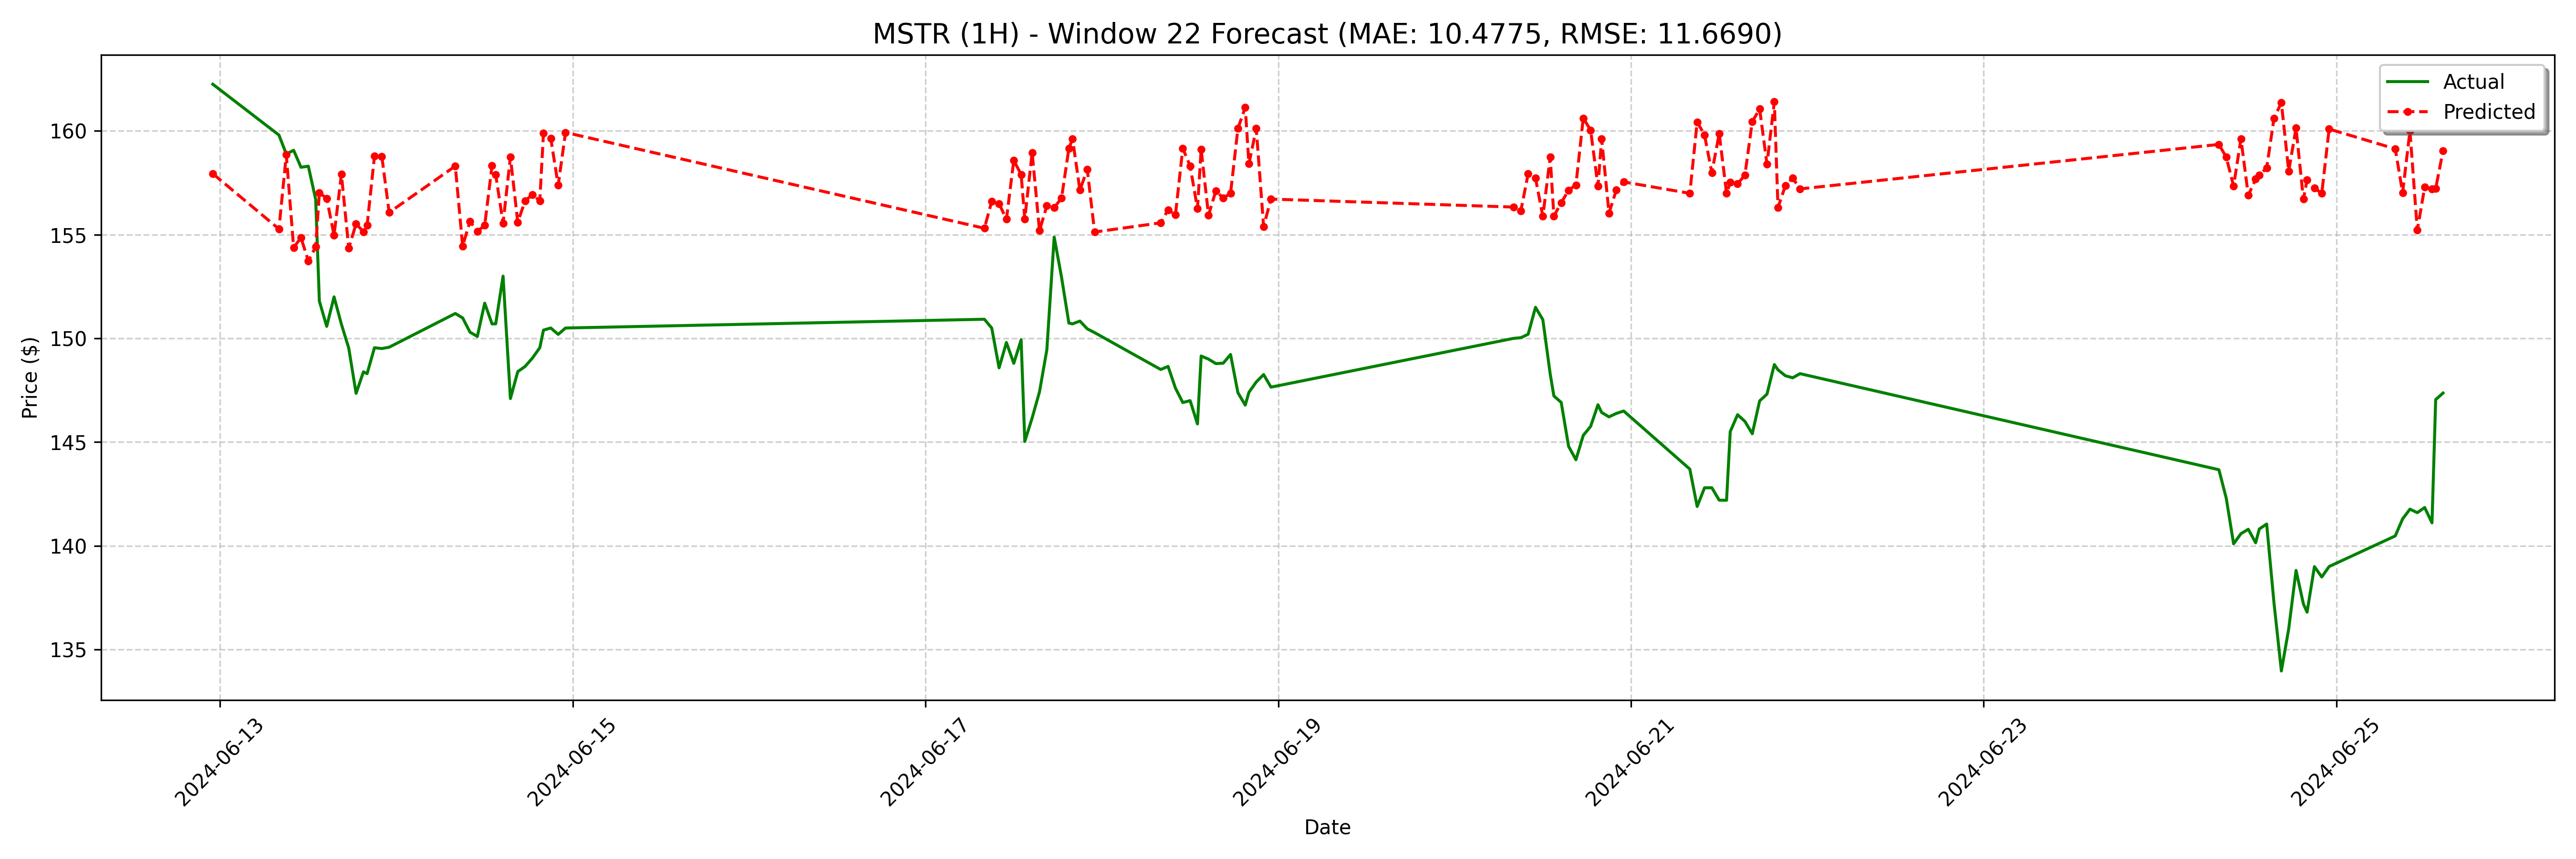 MSTR (1H) - Window 22 Forecast (MAE: 10.4775, RMSE: 11.6690)
Actual
Predicted
Price ($)
160
155
150
145
140
135
2024-06-13
2024-06-15
2024-06-17
2024-06-19
2024-06-21
2024-06-23
2024-06-25
Date